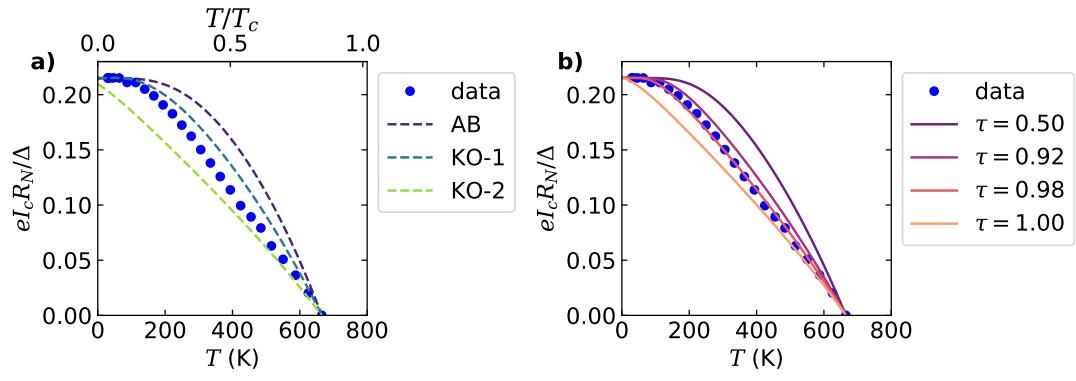 T/T_c
0.0 0.5 1.0
a)
0.20
0.15
0.10
0.05
0.00
eI_cR_N/Δ
0 200 400 600 800
T (K)
data
AB
KO-1
KO-2
b)
0.20
0.15
0.10
0.05
0.00
eI_cR_N/Δ
0 200 400 600 800
T (K)
data
τ = 0.50
τ = 0.92
τ = 0.98
τ = 1.00